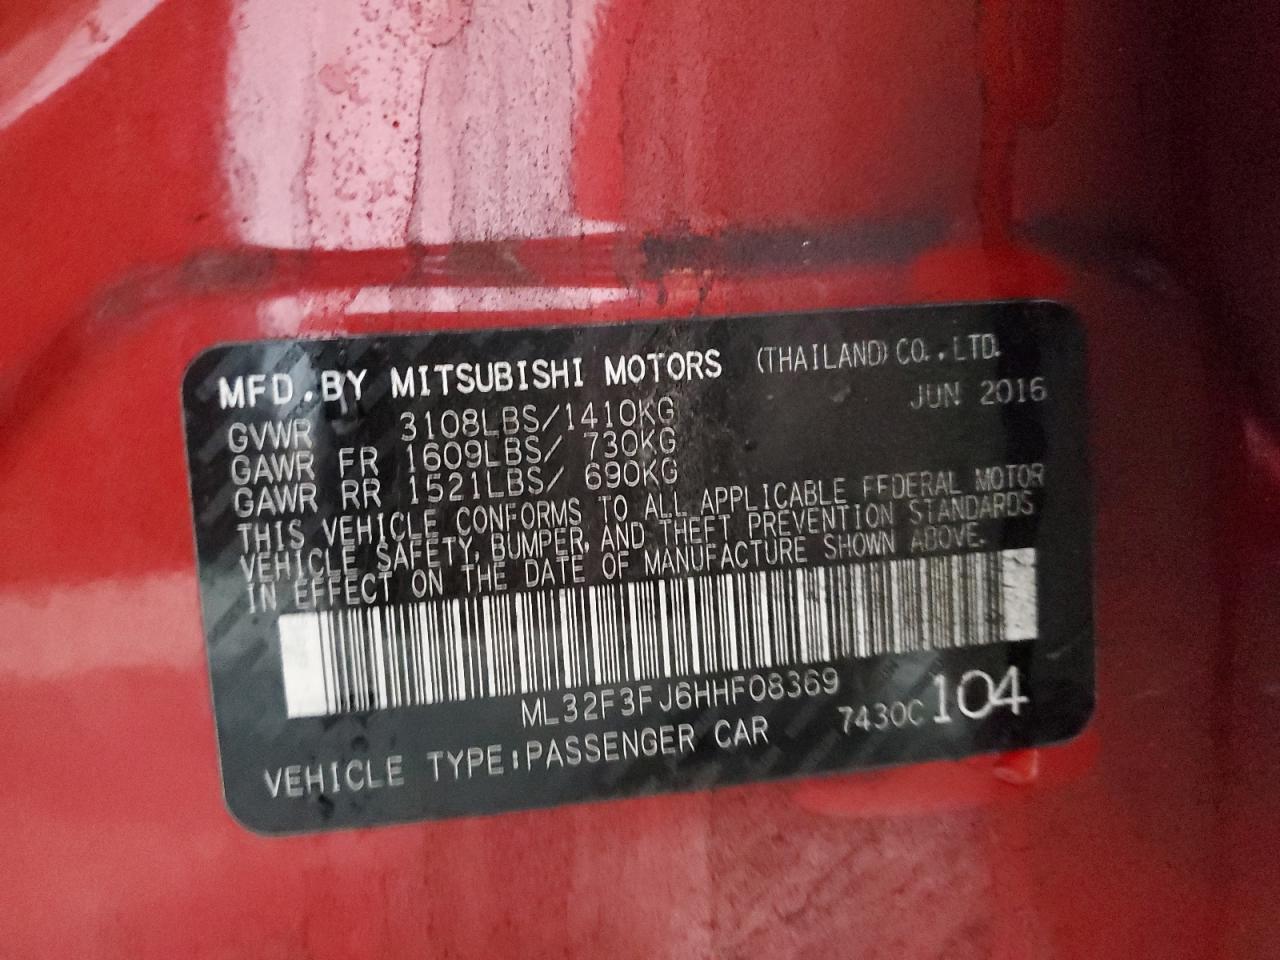 MFD.BY MITSUBISHI MOTORS (THAILAND) CO.,LTD.
JUN 2016
GVWR 3108LBS/1410KG
GAWR FR 1609LBS/ 730KG
GAWR RR 1521LBS/ 690KG
THIS VEHICLE CONFORMS TO ALL APPLICABLE FEDERAL MOTOR
VEHICLE SAFETY, BUMPER, AND THEFT PREVENTION STANDARDS
IN EFFECT ON THE DATE OF MANUFACTURE SHOWN ABOVE.
ML32F3FJ6HHF08369
VEHICLE TYPE:PASSENGER CAR 7430C 104